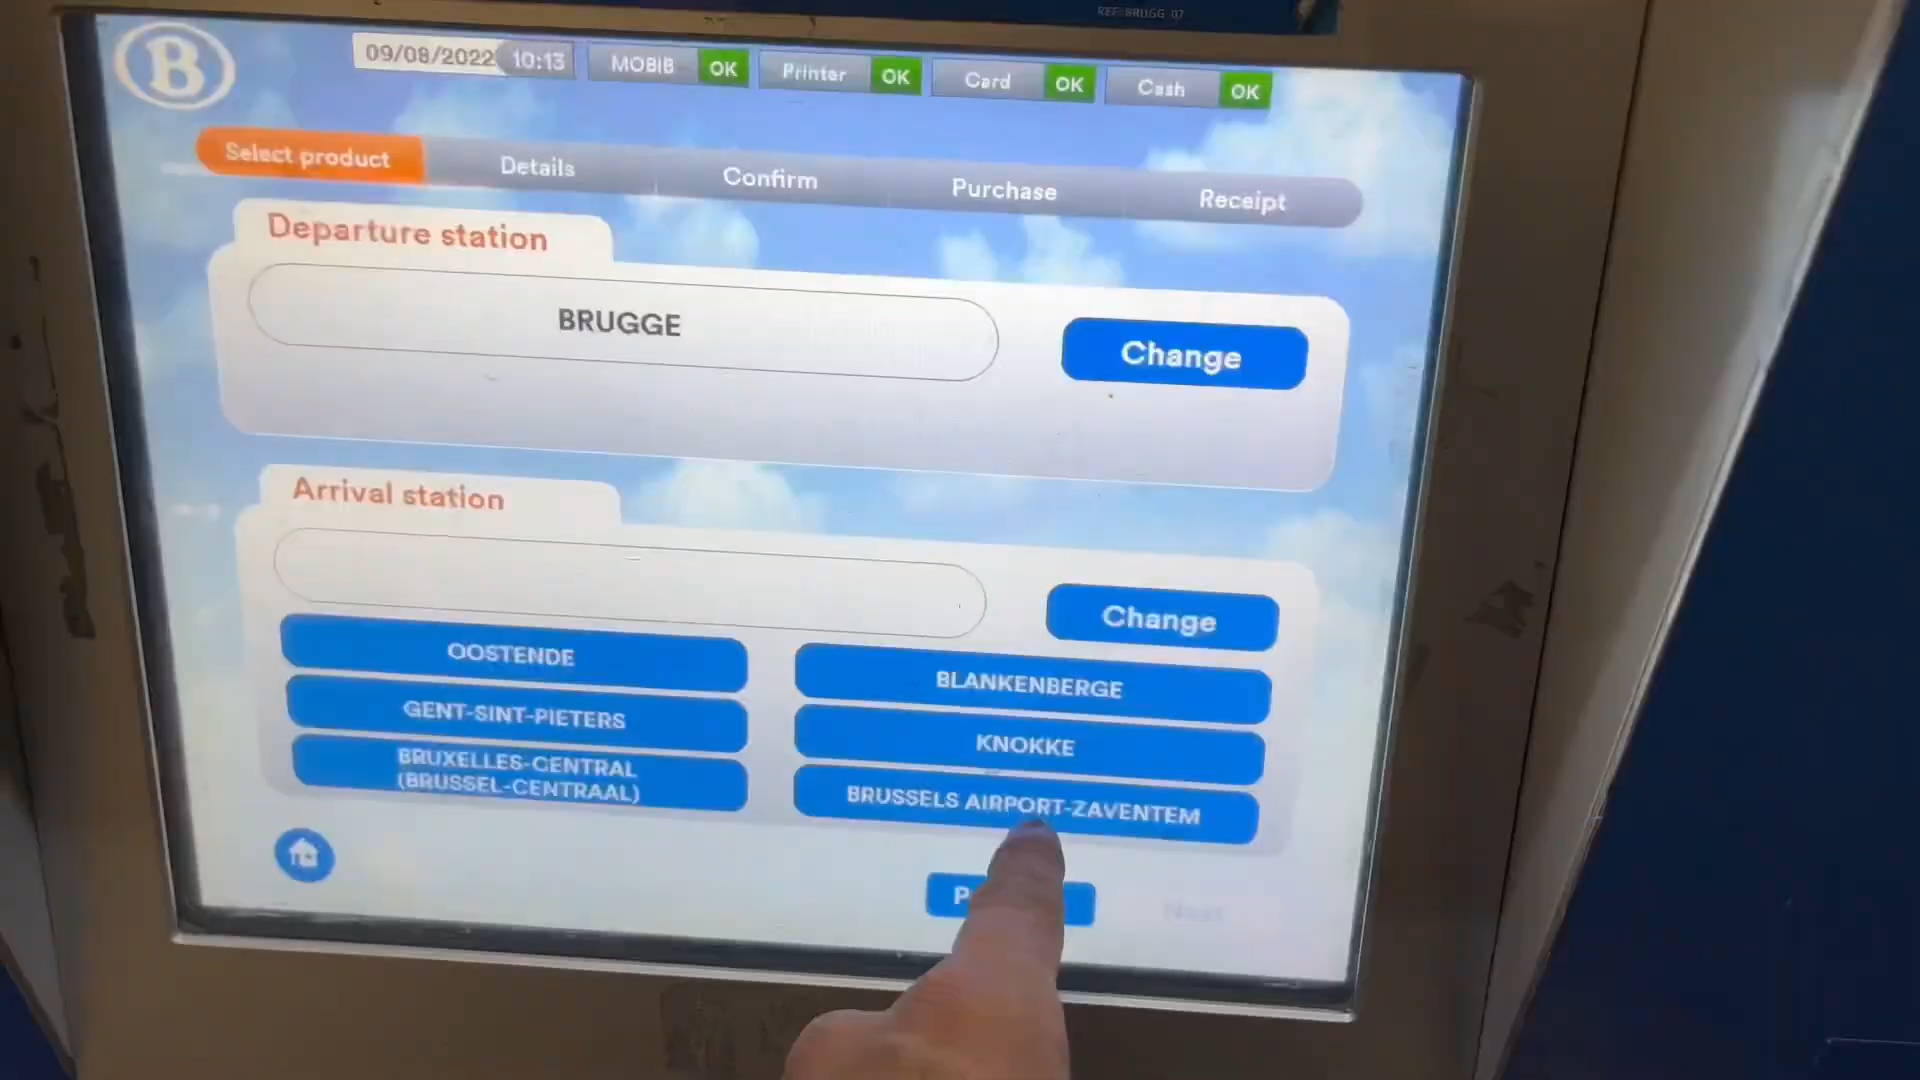 REF: BRUGG 07
B
09/08/2022 10:13 MOBIB OK Printer OK Card OK Cash OK
Select product Details Confirm Purchase Receipt
Departure station
BRUGGE
Change
Arrival station
Change
OOSTENDE
BLANKENBERGE
GENT-SINT-PIETERS
KNOKKE
BRUXELLES-CENTRAL
(BRUSSEL-CENTRAAL)
BRUSSELS AIRPORT-ZAVENTEM
Next